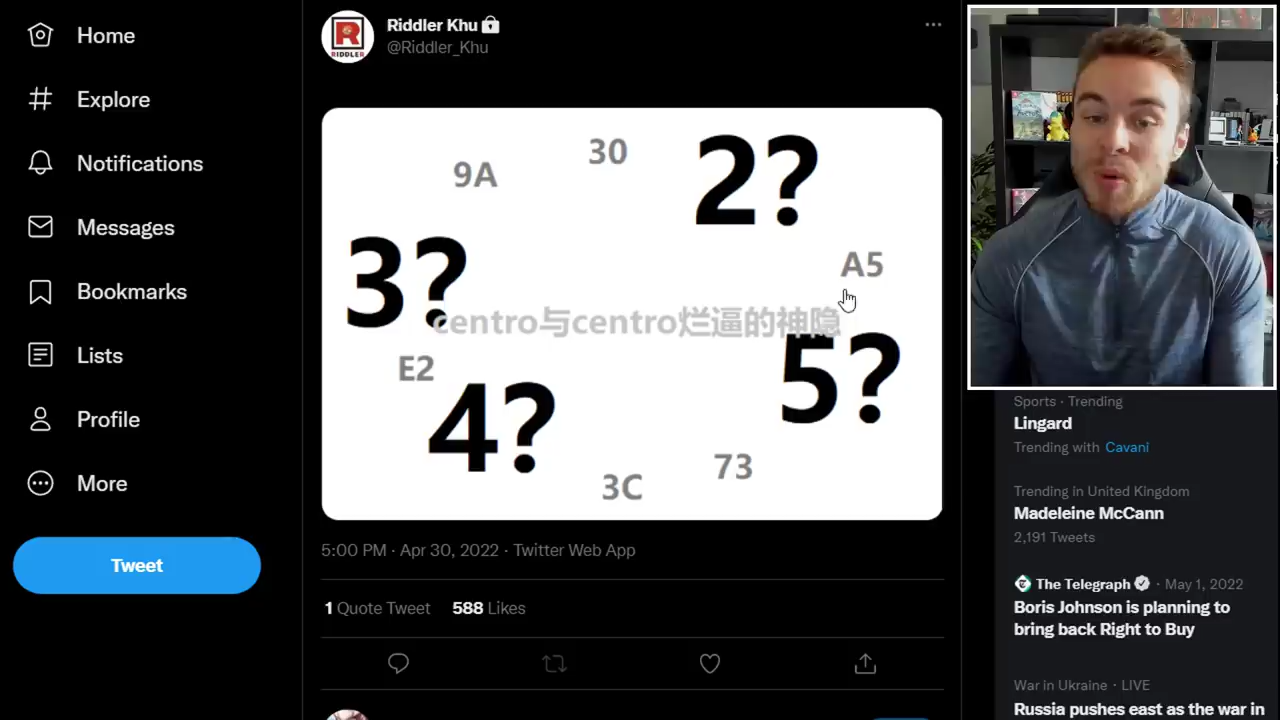 Home
Explore
Notifications
Messages
Bookmarks
Lists
Profile
More
Tweet
Riddler Khu
@Riddler_Khu
R
RIDDLER
9A
30
2?
3?
A5
centro与centro烂逼的神隐
E2
4?
5?
3C
73
5:00 PM · Apr 30, 2022 · Twitter Web App
1 Quote Tweet 588 Likes
Sports · Trending
Lingard
Trending with Cavani
Trending in United Kingdom
Madeleine McCann
2,191 Tweets
The Telegraph · May 1, 2022
Boris Johnson is planning to
bring back Right to Buy
War in Ukraine · LIVE
Russia pushes east as the war in